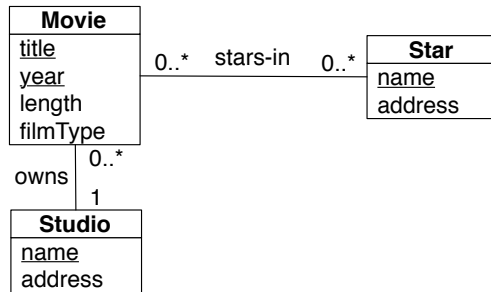 Movie
title
year
length
filmType
0..* stars-in 0..*
Star
name
address
0..*
owns
1
Studio
name
address